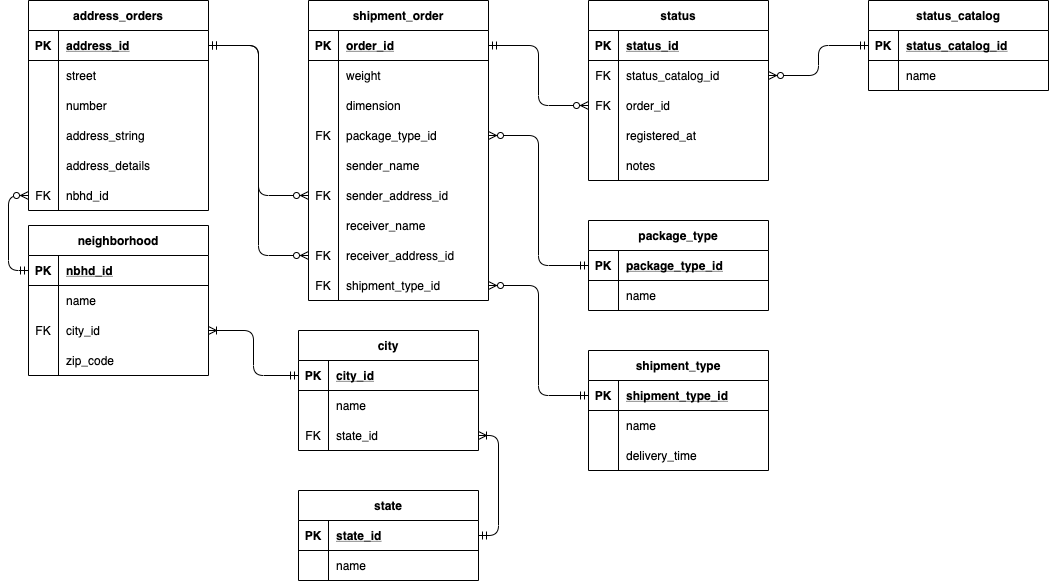 address_orders
PK address_id
street
number
address_string
address_details
FK nbhd_id
neighborhood
PK nbhd_id
name
FK city_id
zip_code
shipment_order
PK order_id
weight
dimension
FK package_type_id
sender_name
FK sender_address_id
receiver_name
FK receiver_address_id
FK shipment_type_id
city
PK city_id
name
FK state_id
state
PK state_id
name
status
PK status_id
FK status_catalog_id
FK order_id
registered_at
notes
package_type
PK package_type_id
name
shipment_type
PK shipment_type_id
name
delivery_time
status_catalog
PK status_catalog_id
name